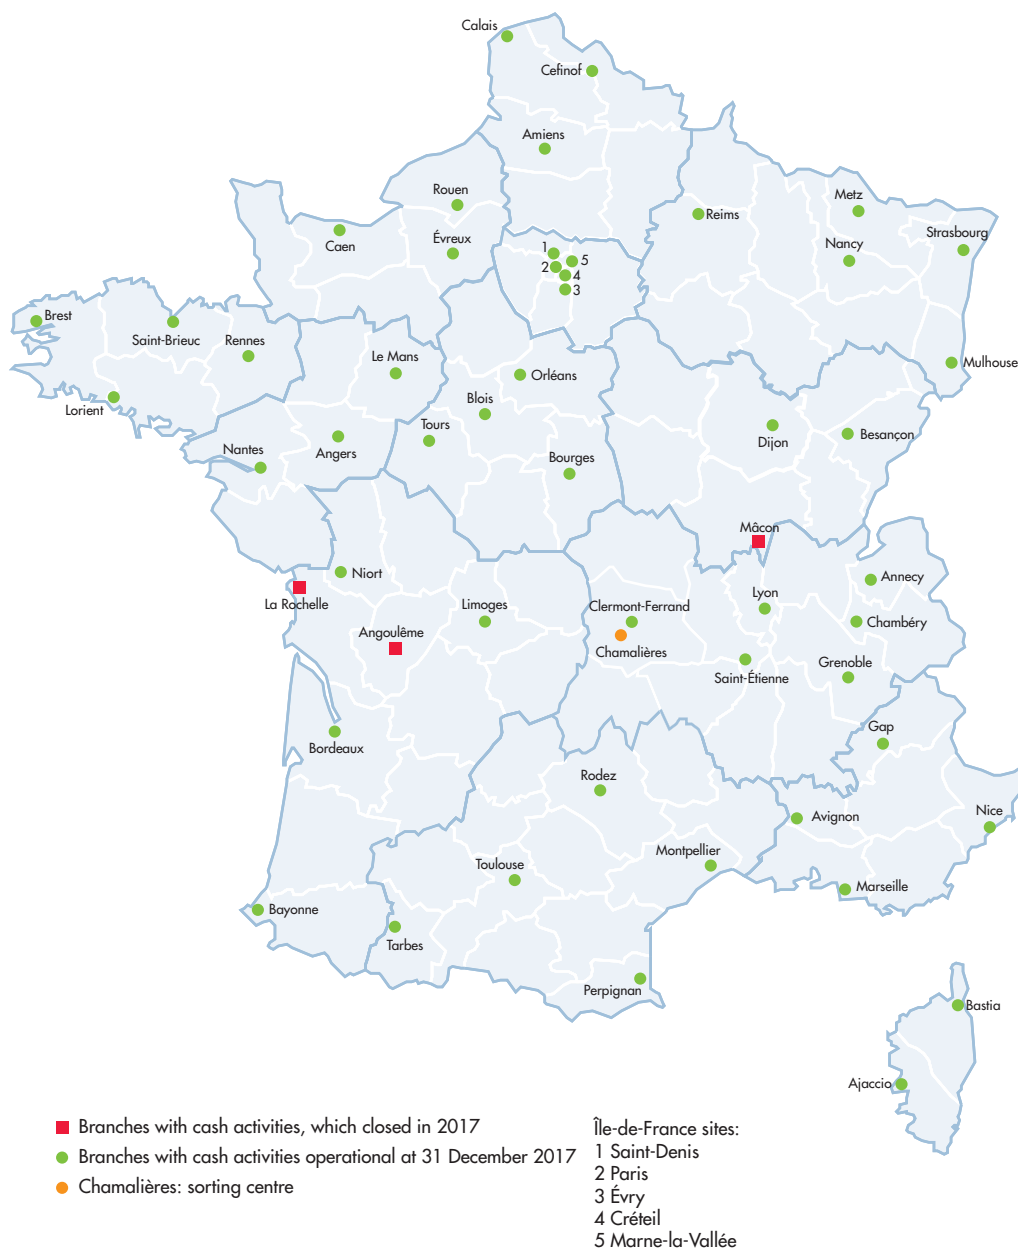 Calais
Cefinof
Amiens
Rouen
Metz
Reims
Strasbourg
Caen
Évreux
Nancy
1
5
2
4
3
Brest
Saint-Brieuc
Rennes
Le Mans
Mulhouse
Orléans
Blois
Lorient
Tours
Dijon
Besançon
Nantes
Angers
Bourges
Mâcon
Niort
Annecy
La Rochelle
Limoges
Clermont-Ferrand
Lyon
Chambéry
Angoulême
Chamalières
Grenoble
Saint-Étienne
Gap
Bordeaux
Rodez
Avignon
Nice
Montpellier
Toulouse
Marseille
Bayonne
Tarbes
Perpignan
Bastia
Ajaccio
Branches with cash activities, which closed in 2017
Branches with cash activities operational at 31 December 2017
Chamalières: sorting centre
Île-de-France sites:
1 Saint-Denis
2 Paris
3 Évry
4 Créteil
5 Marne-la-Vallée